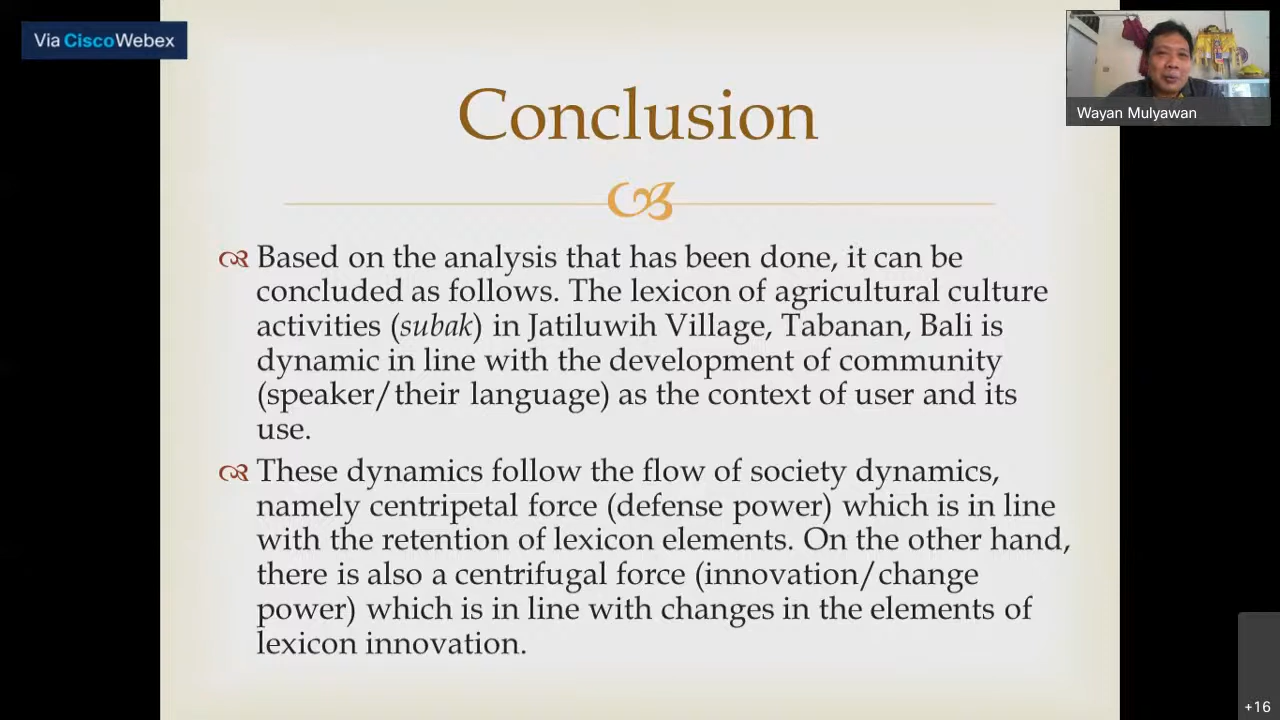 Via CiscoWebex
Wayan Mulyawan
Conclusion
Based on the analysis that has been done, it can be
concluded as follows. The lexicon of agricultural culture
activities (subak) in Jatiluwih Village, Tabanan, Bali is
dynamic in line with the development of community
(speaker/their language) as the context of user and its
use.
These dynamics follow the flow of society dynamics,
namely centripetal force (defense power) which is in line
with the retention of lexicon elements. On the other hand,
there is also a centrifugal force (innovation/change
power) which is in line with changes in the elements of
lexicon innovation.
+16